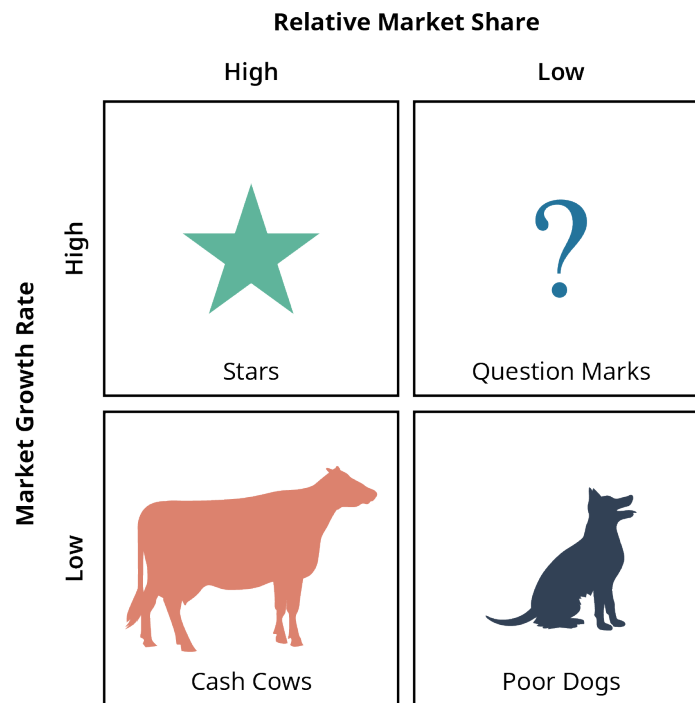 Relative Market Share
High
Low
Market Growth Rate
High
?
Stars
Question Marks
Low
Cash Cows
Poor Dogs